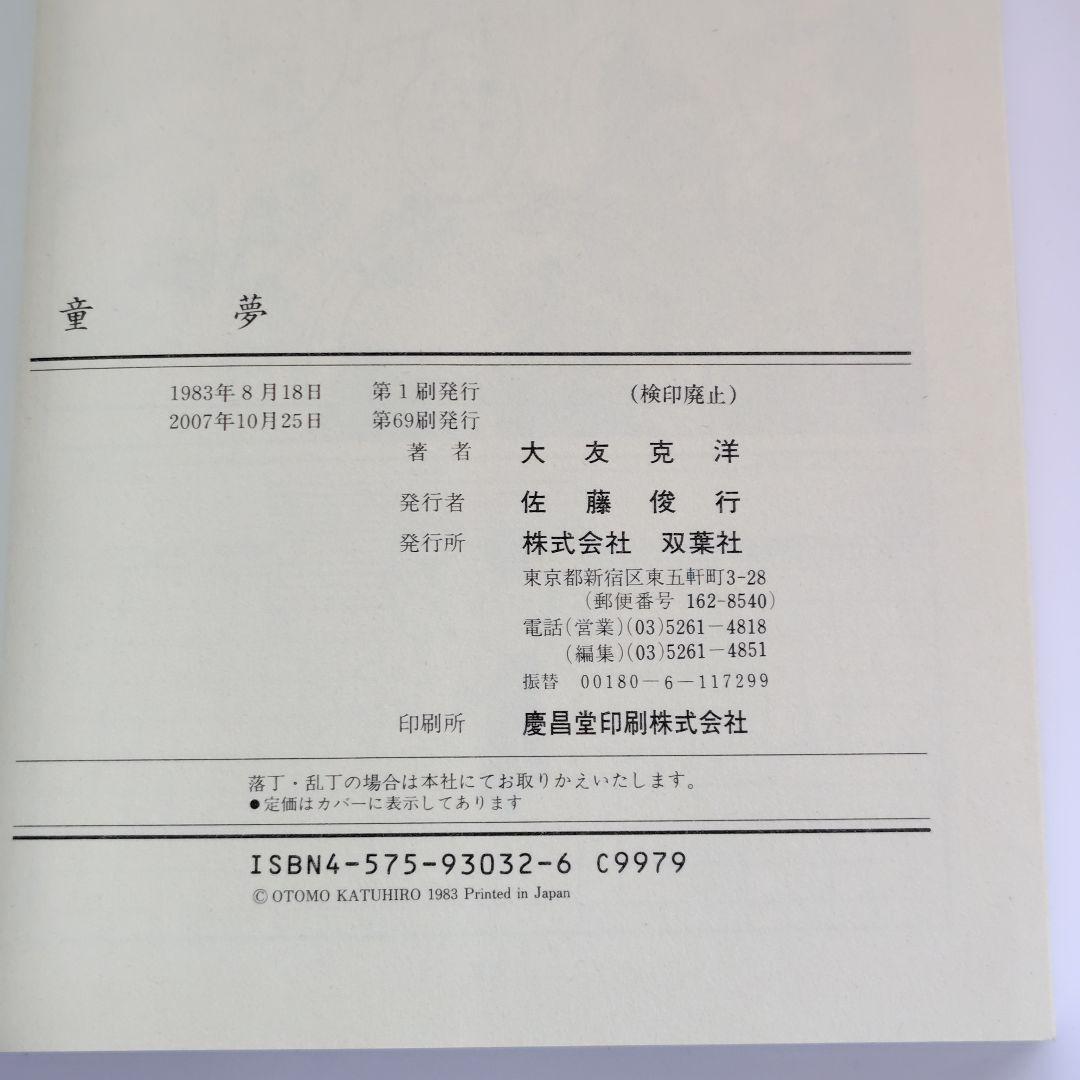 童夢
1983年8月18日 第1刷発行 (検印廃止)
2007年10月25日 第69刷発行
著者 大友克洋
発行者 佐藤俊行
発行所 株式会社 双葉社
東京都新宿区東五軒町3-28
(郵便番号 162-8540)
電話(営業)(03)5261-4818
(編集)(03)5261-4851
振替 00180-6-117299
印刷所 慶昌堂印刷株式会社
落丁・乱丁の場合は本社にてお取りかえいたします。
●定価はカバーに表示してあります
ISBN4-575-93032-6 C9979
© OTOMO KATUHIRO 1983 Printed in Japan